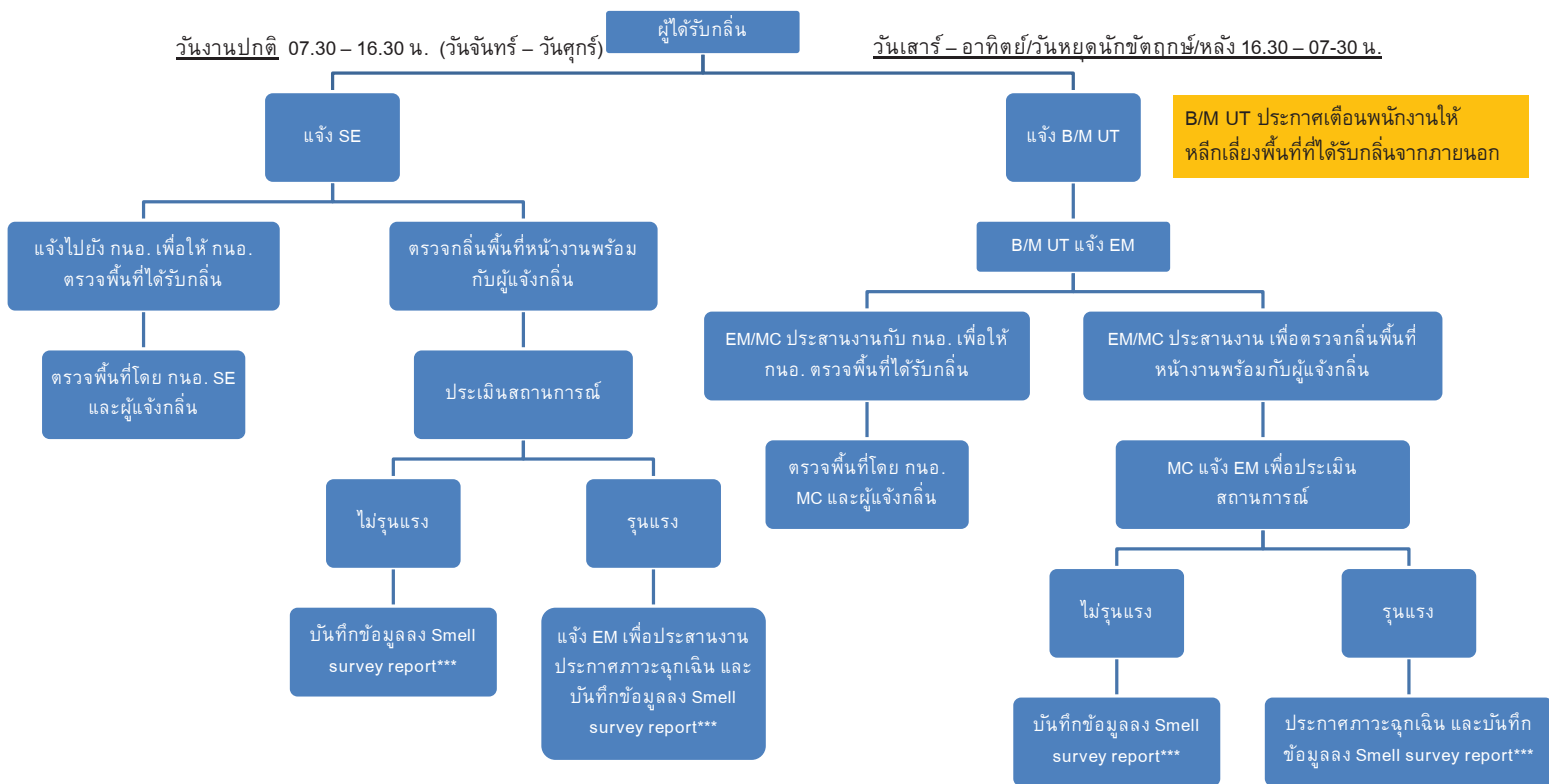 ผู้ได้รับกลิ่น
วันงานปกติ 07.30 – 16.30 น. (วันจันทร์ – วันศุกร์)
วันเสาร์ – อาทิตย์/วันหยุดนักขัตฤกษ์/หลัง 16.30 – 07-30 น.
แจ้ง SE
แจ้ง B/M UT
B/M UT ประกาศเตือนพนักงานให้
หลีกเลี่ยงพื้นที่ที่ได้รับกลิ่นจากภายนอก
แจ้งไปยัง กนอ. เพื่อให้ กนอ.
ตรวจพื้นที่ได้รับกลิ่น
ตรวจกลิ่นพื้นที่หน้างานพร้อม
กับผู้แจ้งกลิ่น
B/M UT แจ้ง EM
ตรวจพื้นที่โดย กนอ. SE
และผู้แจ้งกลิ่น
ประเมินสถานการณ์
EM/MC ประสานงานกับ กนอ. เพื่อให้
กนอ. ตรวจพื้นที่ได้รับกลิ่น
EM/MC ประสานงาน เพื่อตรวจกลิ่นพื้นที่
หน้างานพร้อมกับผู้แจ้งกลิ่น
ตรวจพื้นที่โดย กนอ.
MC และผู้แจ้งกลิ่น
MC แจ้ง EM เพื่อประเมิน
สถานการณ์
ไม่รุนแรง
รุนแรง
ไม่รุนแรง
รุนแรง
บันทึกข้อมูลลง Smell
survey report***
แจ้ง EM เพื่อประสานงาน
ประกาศภาวะฉุกเฉิน และ
บันทึกข้อมูลลง Smell
survey report***
บันทึกข้อมูลลง Smell
survey report***
ประกาศภาวะฉุกเฉิน และบันทึก
ข้อมูลลง Smell survey report***